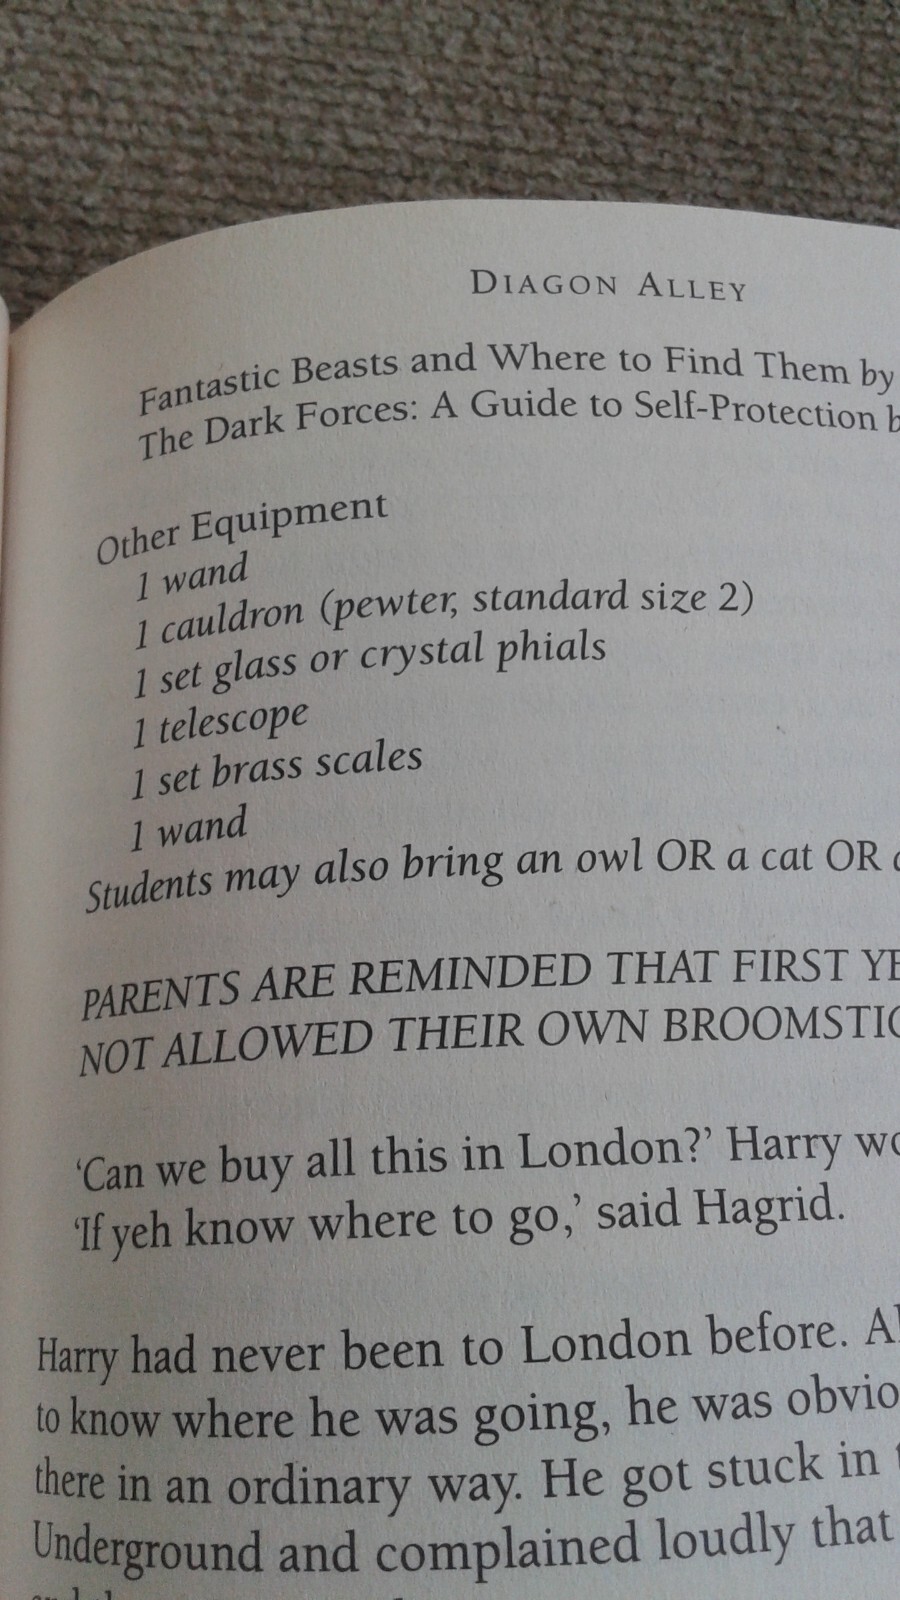 DIAGON ALLEY
Fantastic Beasts and Where to Find Them by
The Dark Forces: A Guide to Self-Protection b
Other Equipment
1 wand
1 cauldron (pewter, standard size 2)
1 set glass or crystal phials
1 telescope
1 set brass scales
1 wand
Students may also bring an owl OR a cat OR
PARENTS ARE REMINDED THAT FIRST YE
NOT ALLOWED THEIR OWN BROOMSTIC
‘Can we buy all this in London?’ Harry wo
‘If yeh know where to go,’ said Hagrid.
Harry had never been to London before. Al
to know where he was going, he was obvio
there in an ordinary way. He got stuck in t
Underground and complained loudly that